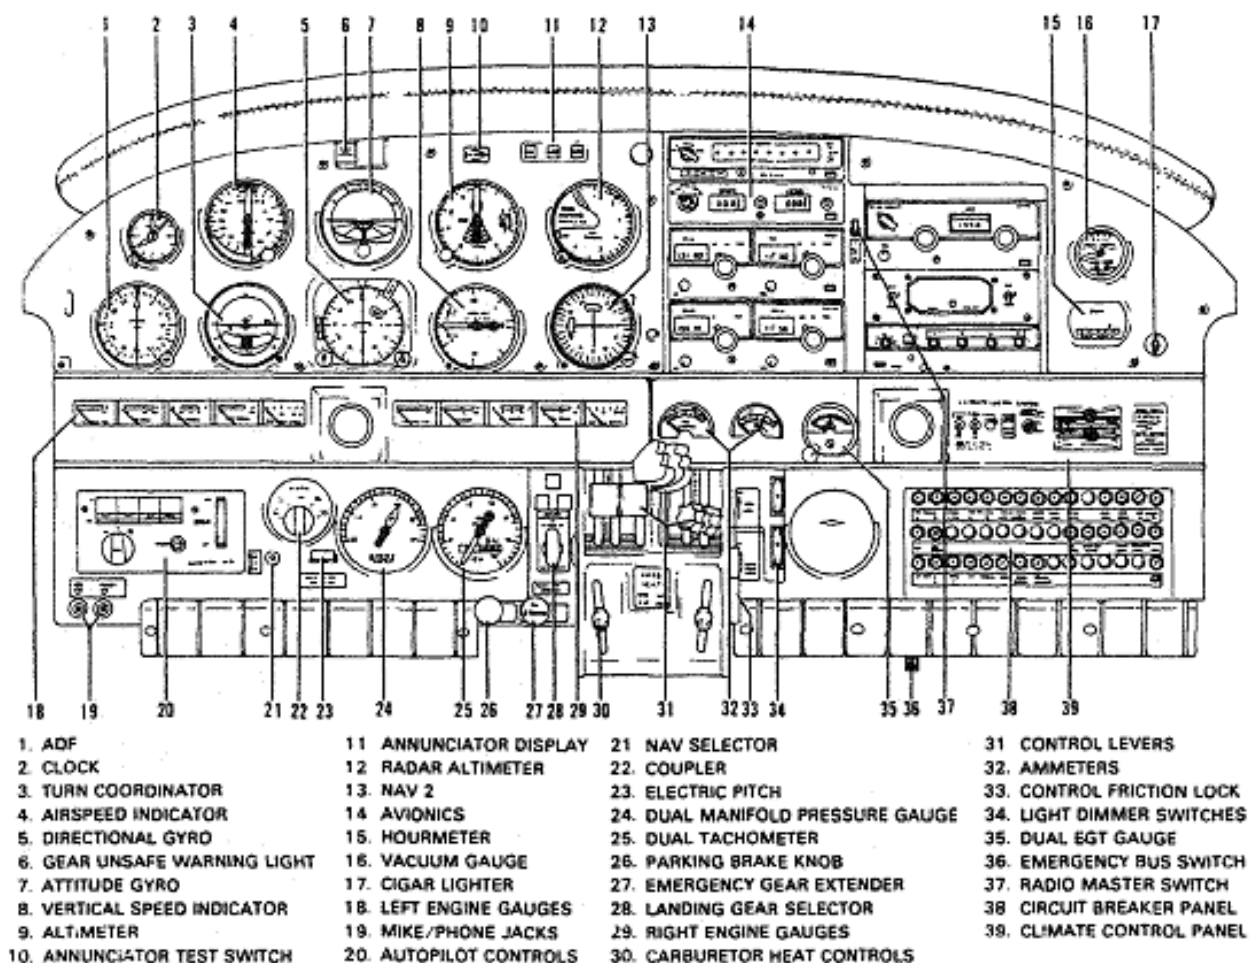 1 2 3 4 5 6 7 8 9 10 11 12 13 14 15 16 17
18 19 20 21 22 23 24 25 26 27 28 29 30 31 32 33 34 35 36 37 38 39
1. ADF
2. CLOCK
3. TURN COORDINATOR
4. AIRSPEED INDICATOR
5. DIRECTIONAL GYRO
6. GEAR UNSAFE WARNING LIGHT
7. ATTITUDE GYRO
8. VERTICAL SPEED INDICATOR
9. ALTIMETER
10. ANNUNCIATOR TEST SWITCH
11 ANNUNCIATOR DISPLAY
12 RADAR ALTIMETER
13. NAV 2
14 AVIONICS
15. HOURMETER
16. VACUUM GAUGE
17. CIGAR LIGHTER
18. LEFT ENGINE GAUGES
19. MIKE/PHONE JACKS
20. AUTOPILOT CONTROLS
21 NAV SELECTOR
22. COUPLER
23. ELECTRIC PITCH
24. DUAL MANIFOLD PRESSURE GAUGE
25. DUAL TACHOMETER
26. PARKING BRAKE KNOB
27. EMERGENCY GEAR EXTENDER
28. LANDING GEAR SELECTOR
29. RIGHT ENGINE GAUGES
30. CARBURETOR HEAT CONTROLS
31 CONTROL LEVERS
32. AMMETERS
33. CONTROL FRICTION LOCK
34. LIGHT DIMMER SWITCHES
35. DUAL EGT GAUGE
36. EMERGENCY BUS SWITCH
37. RADIO MASTER SWITCH
38 CIRCUIT BREAKER PANEL
39. CLIMATE CONTROL PANEL